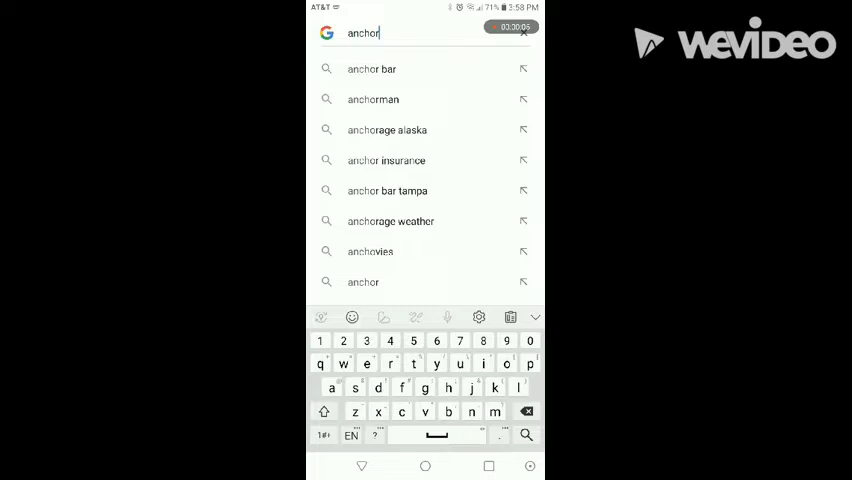 AT&T 71% 3:58 PM
anchor 00:00:05
WEVIDEO
anchor bar
anchorman
anchorage alaska
anchor insurance
anchor bar tampa
anchorage weather
anchovies
anchor
1 2 3 4 5 6 7 8 9 0
q w e r t y u i o p
a s d f g h j k l
z x c v b n m
1#+ EN ? .